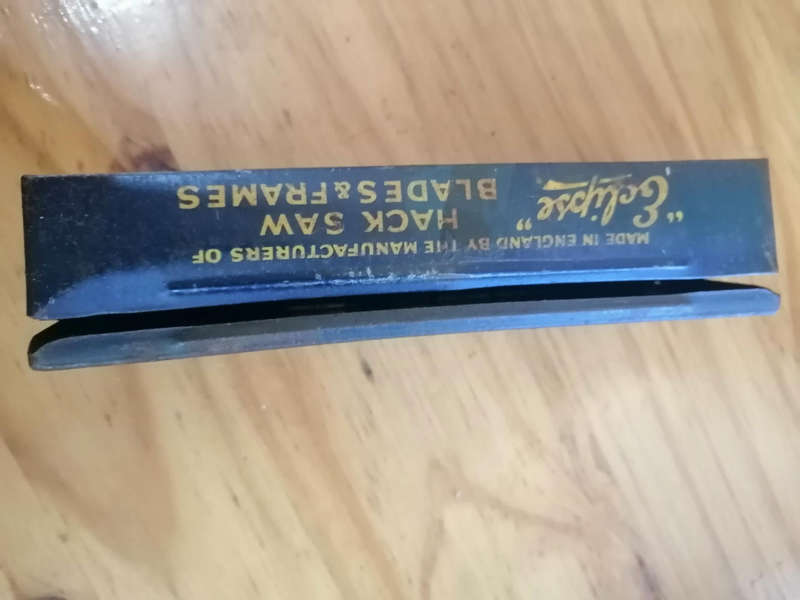 MADE IN ENGLAND BY THE MANUFACTURERS OF
"Eclipse" HACK SAW
BLADES & FRAMES